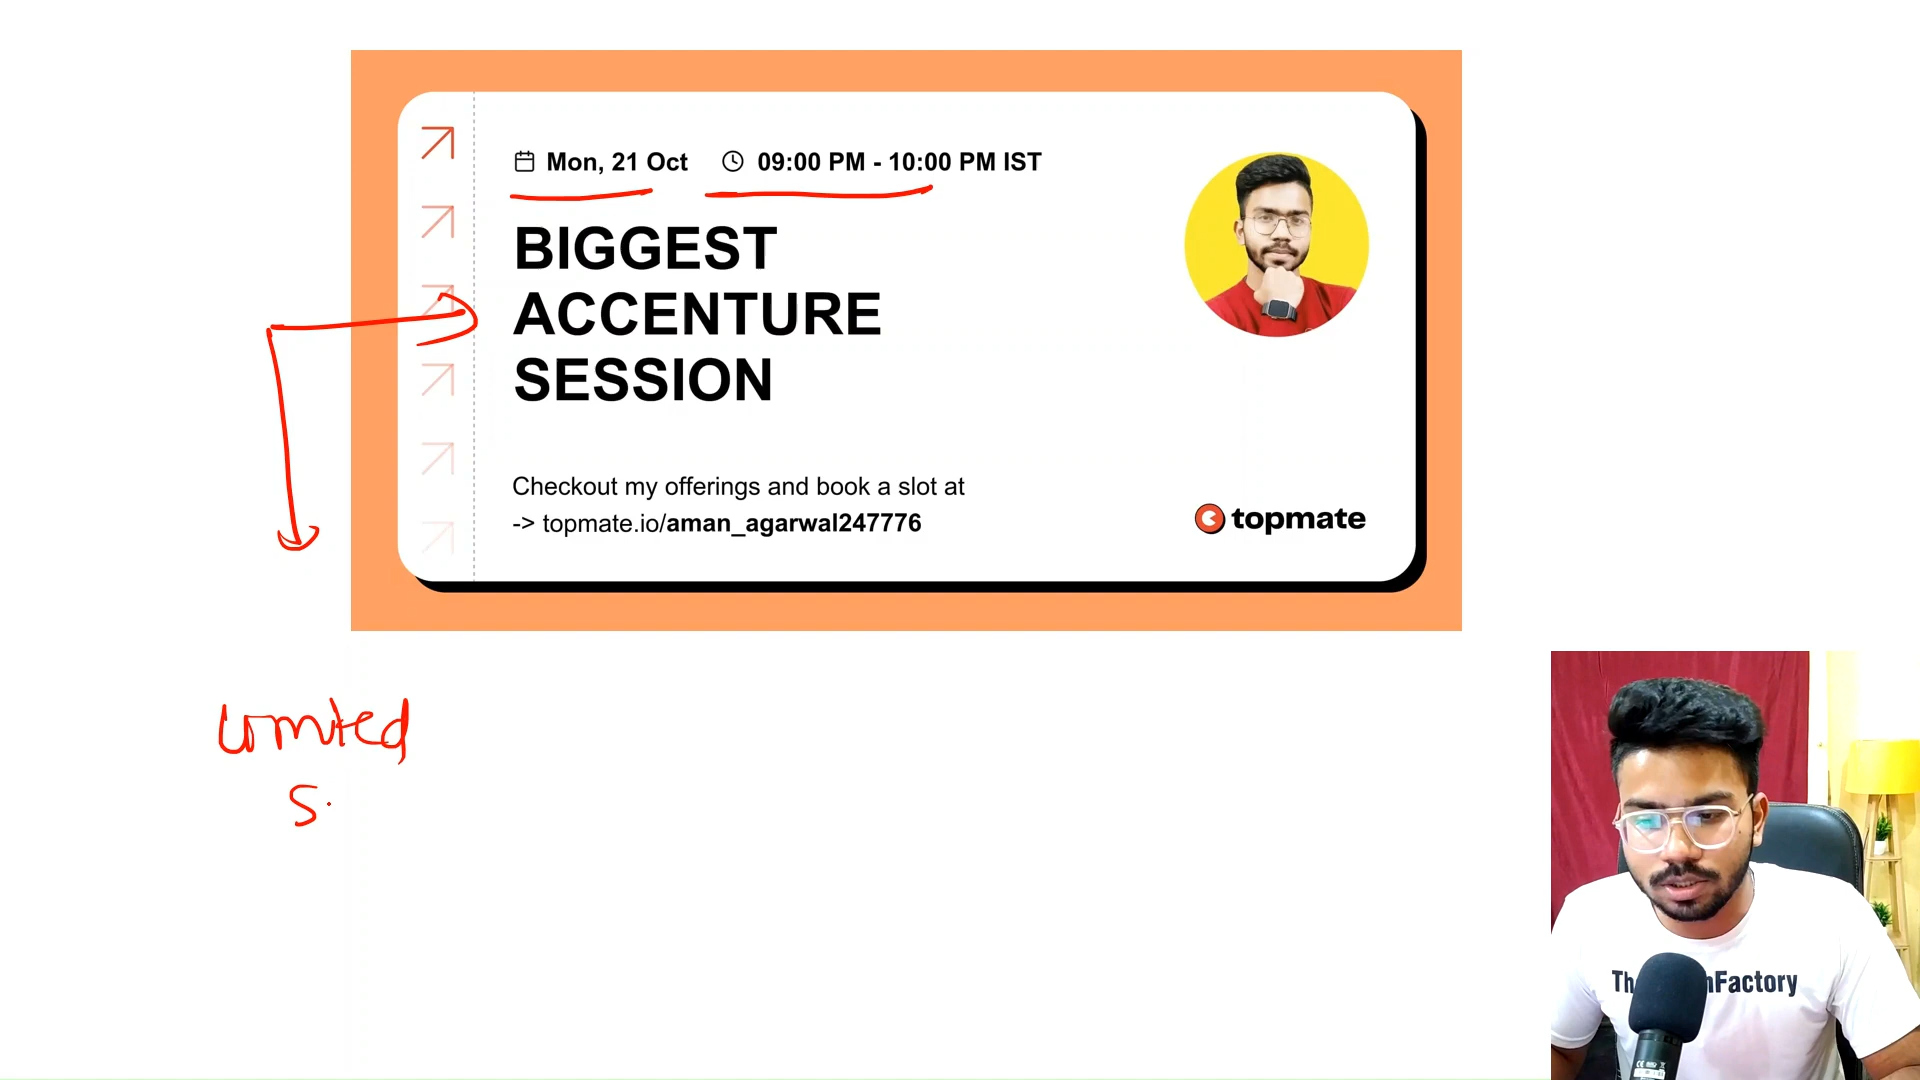 Mon, 21 Oct 09:00 PM - 10:00 PM IST
BIGGEST
ACCENTURE
SESSION
Checkout my offerings and book a slot at
-> topmate.io/aman_agarwal247776
topmate
Limited
S